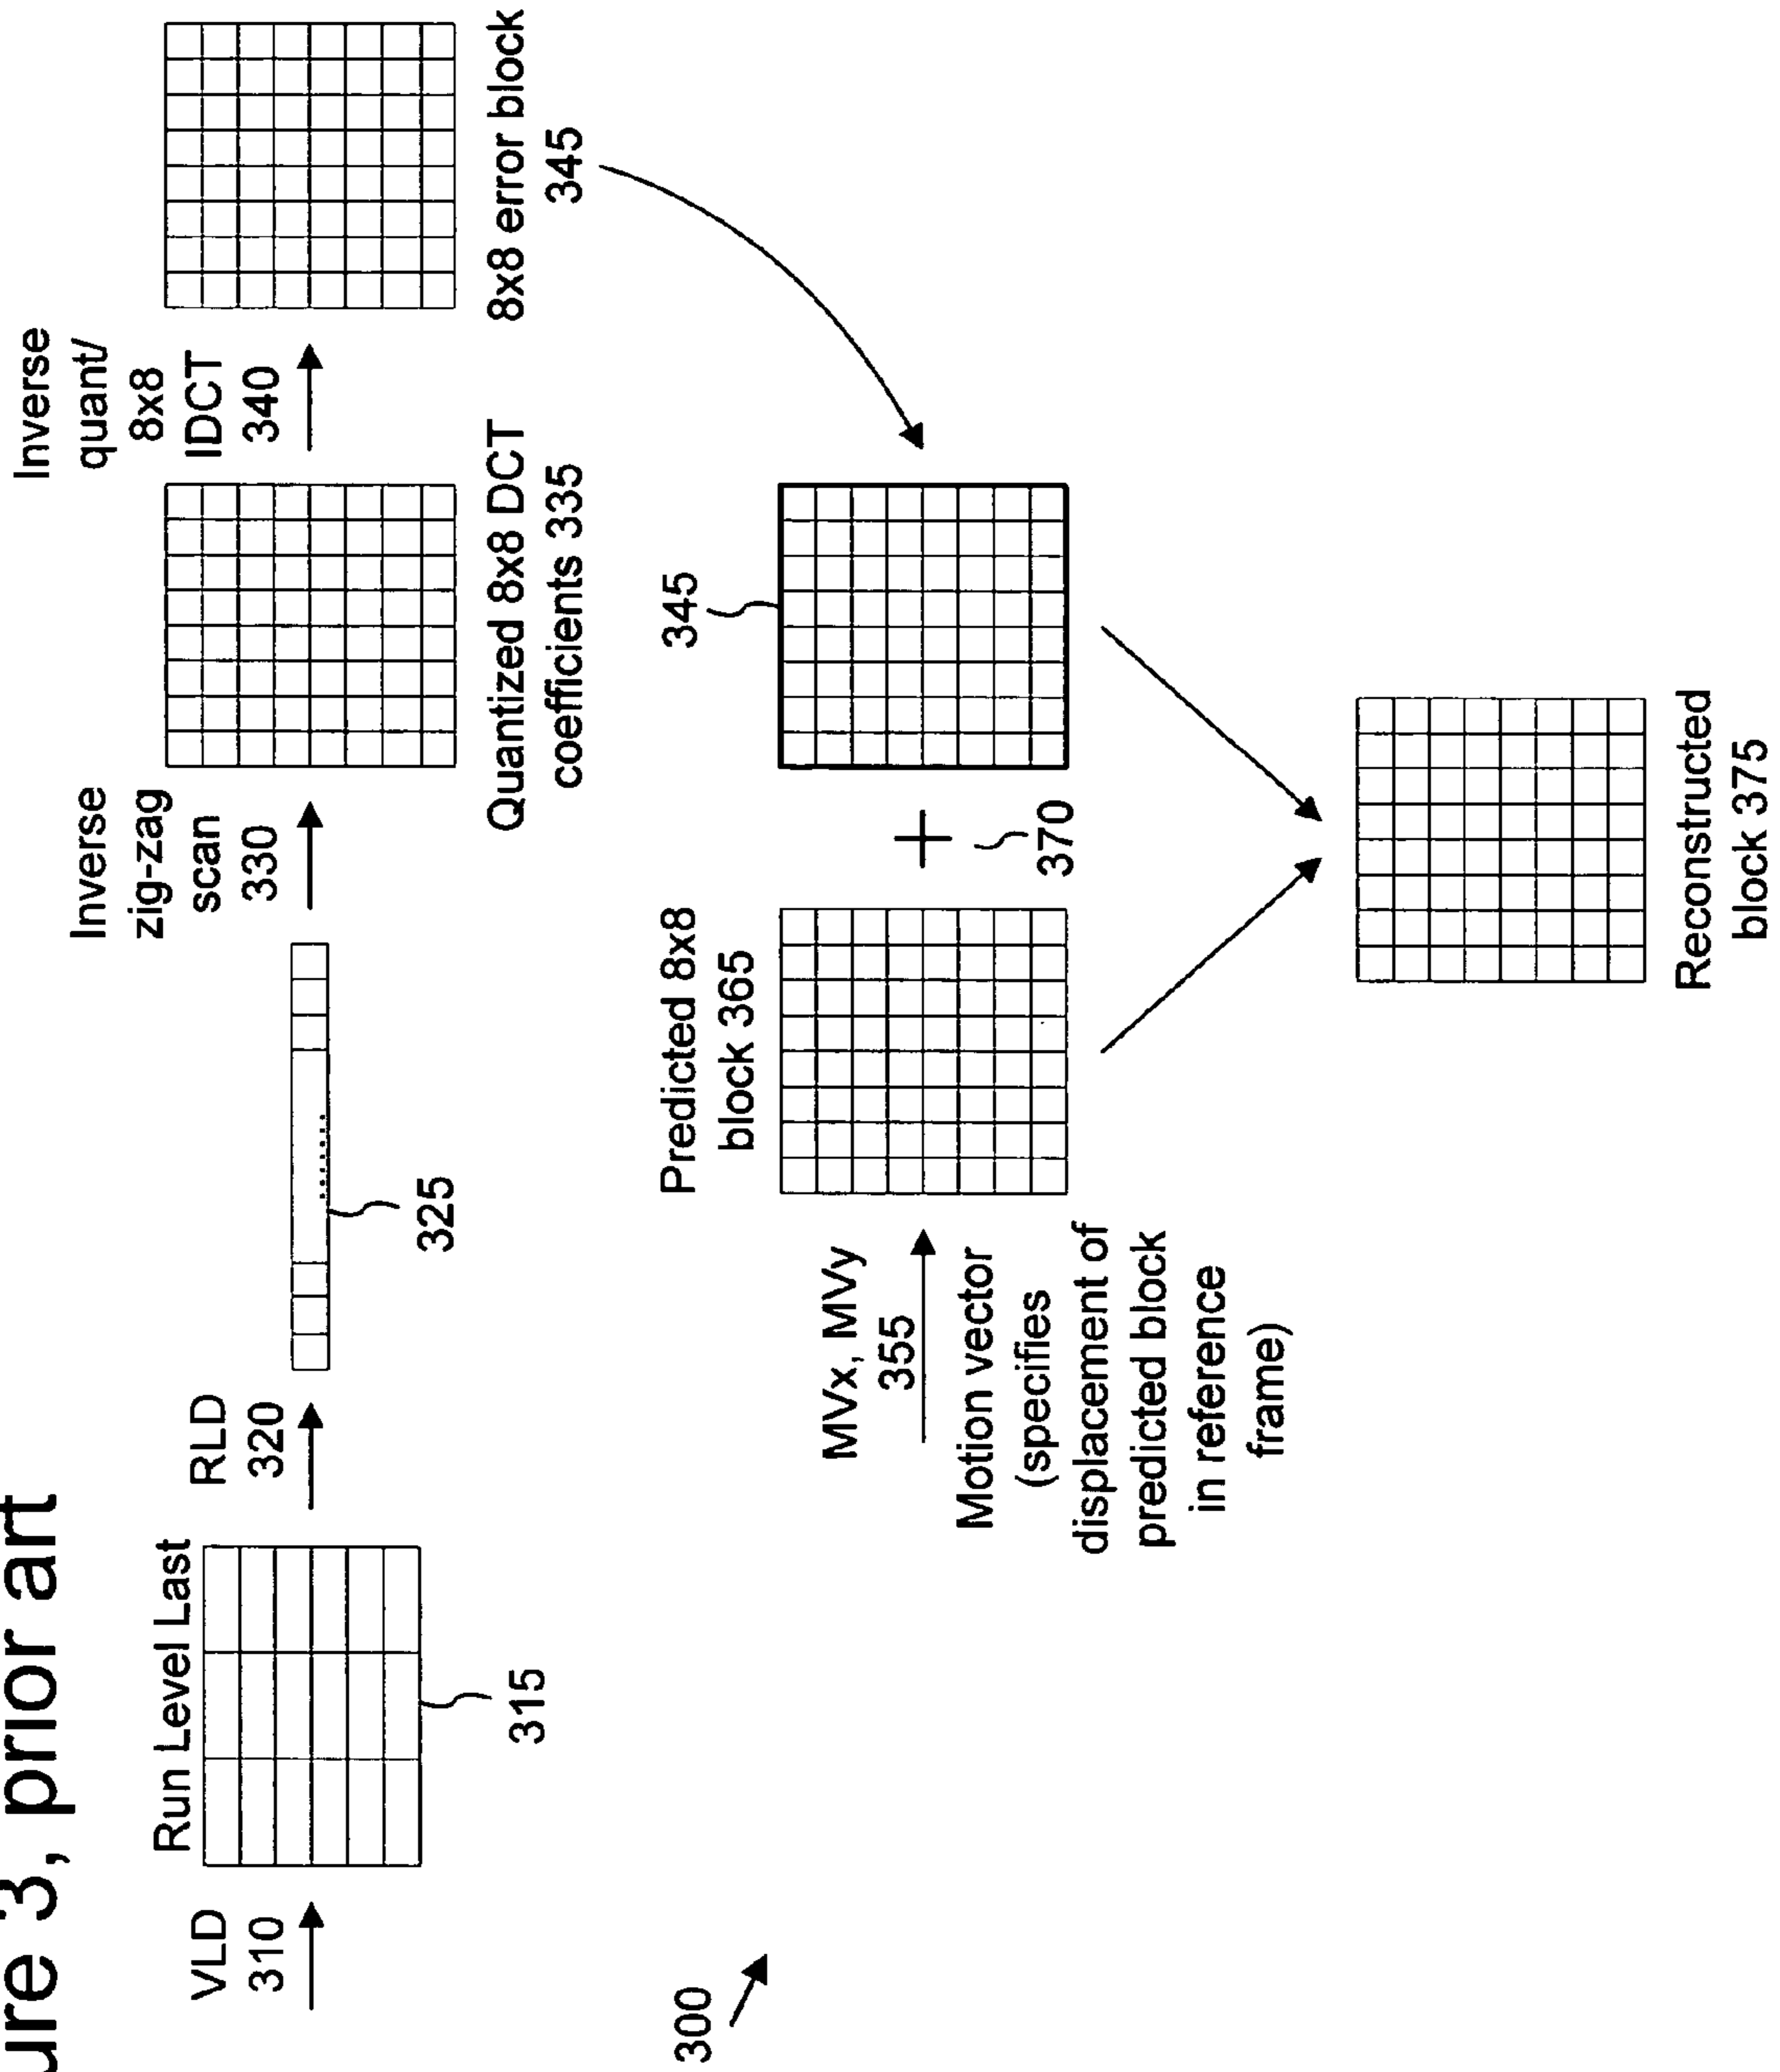 ure 3, prior art
VLD
310
Run Level Last
315
RLD
320
325
Inverse
zig-zag
scan
330
Quantized 8x8 DCT
coefficients 335
Inverse
quant/
8x8
IDCT
340
8x8 error block
345
300
MVx, MVy
355
Motion vector
(specifies
displacement of
predicted block
in reference
frame)
Predicted 8x8
block 365
+
370
345
Reconstructed
block 375